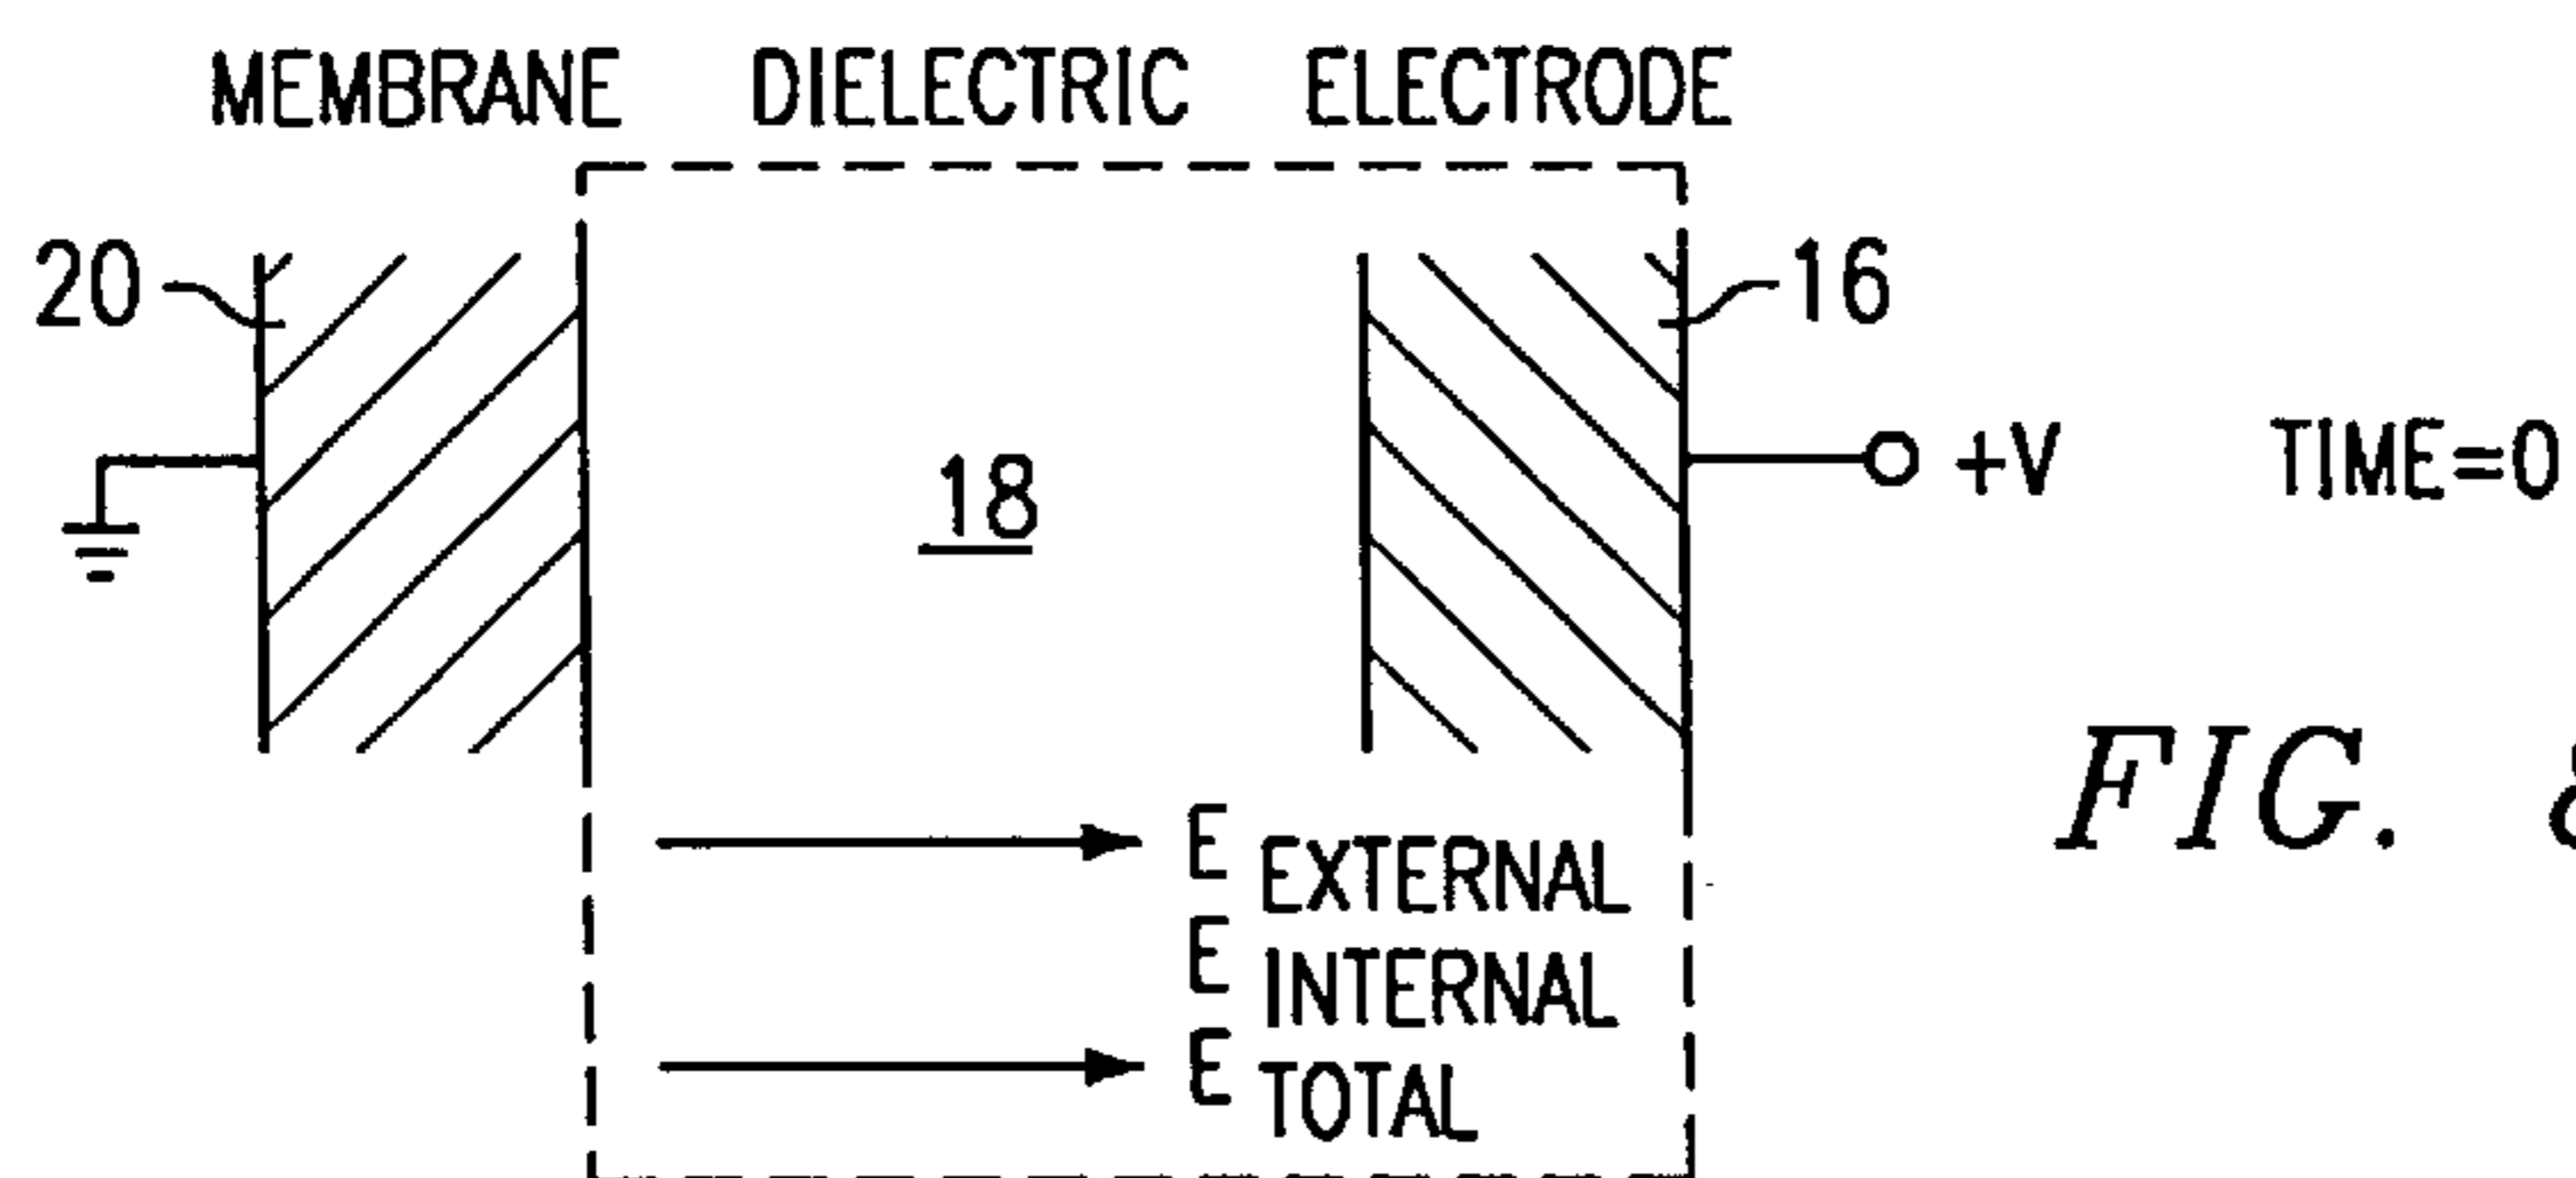 MEMBRANE DIELECTRIC ELECTRODE
20
16
18
+V
TIME=0
FIG.
E EXTERNAL
E INTERNAL
E TOTAL